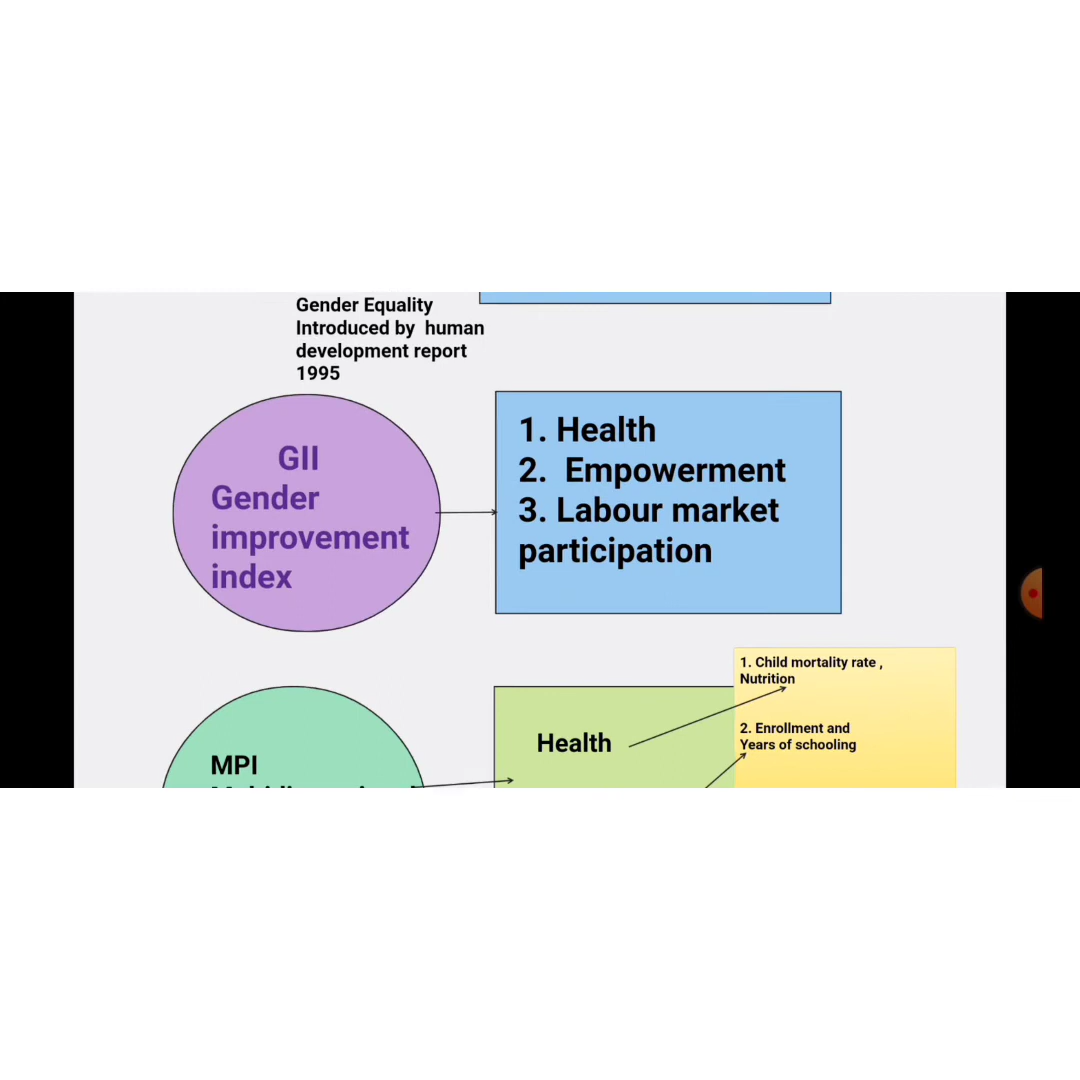 Gender Equality
Introduced by  human
development report
1995
GII
Gender
improvement
index
1. Health
2.  Empowerment
3. Labour market
participation
MPI
Health
1. Child mortality rate ,
Nutrition
2. Enrollment and
Years of schooling